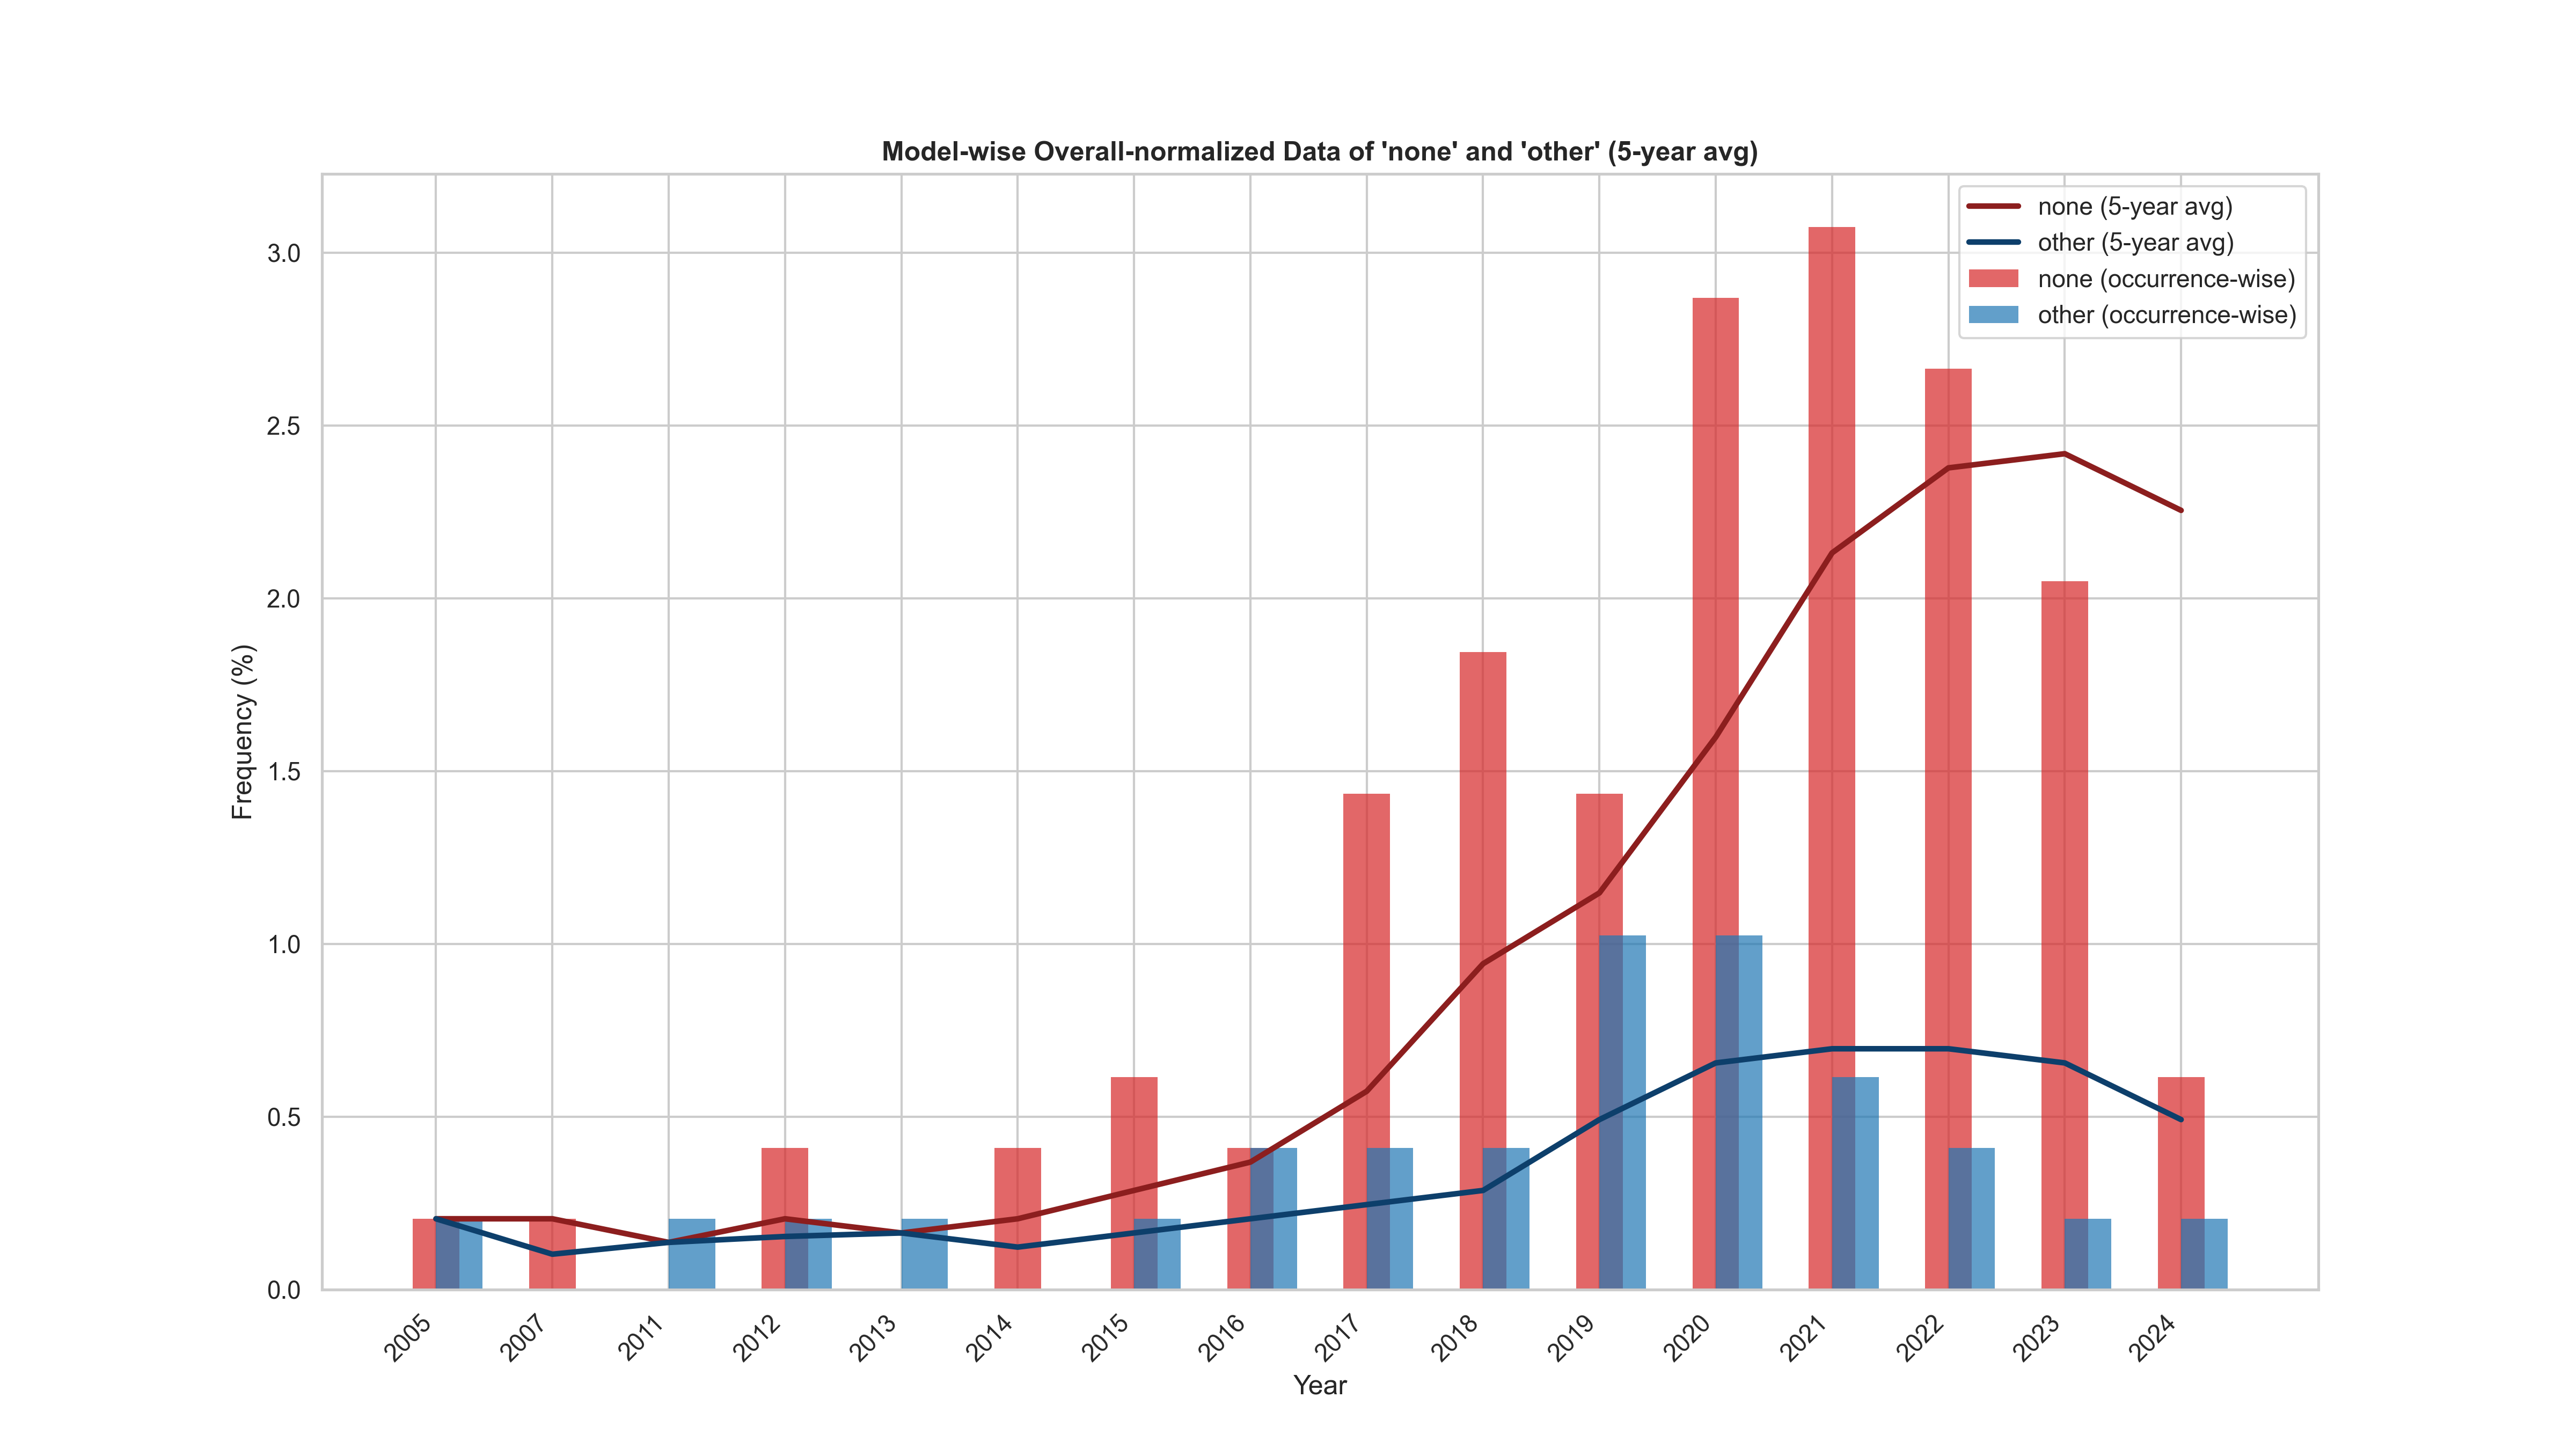 Model-wise Overall-normalized Data of 'none' and 'other' (5-year avg)
none (5-year avg)
other (5-year avg)
none (occurrence-wise)
other (occurrence-wise)
Frequency (%)
3.0
2.5
2.0
1.5
1.0
0.5
0.0
2005 2007 2011 2012 2013 2014 2015 2016 2017 2018 2019 2020 2021 2022 2023 2024
Year